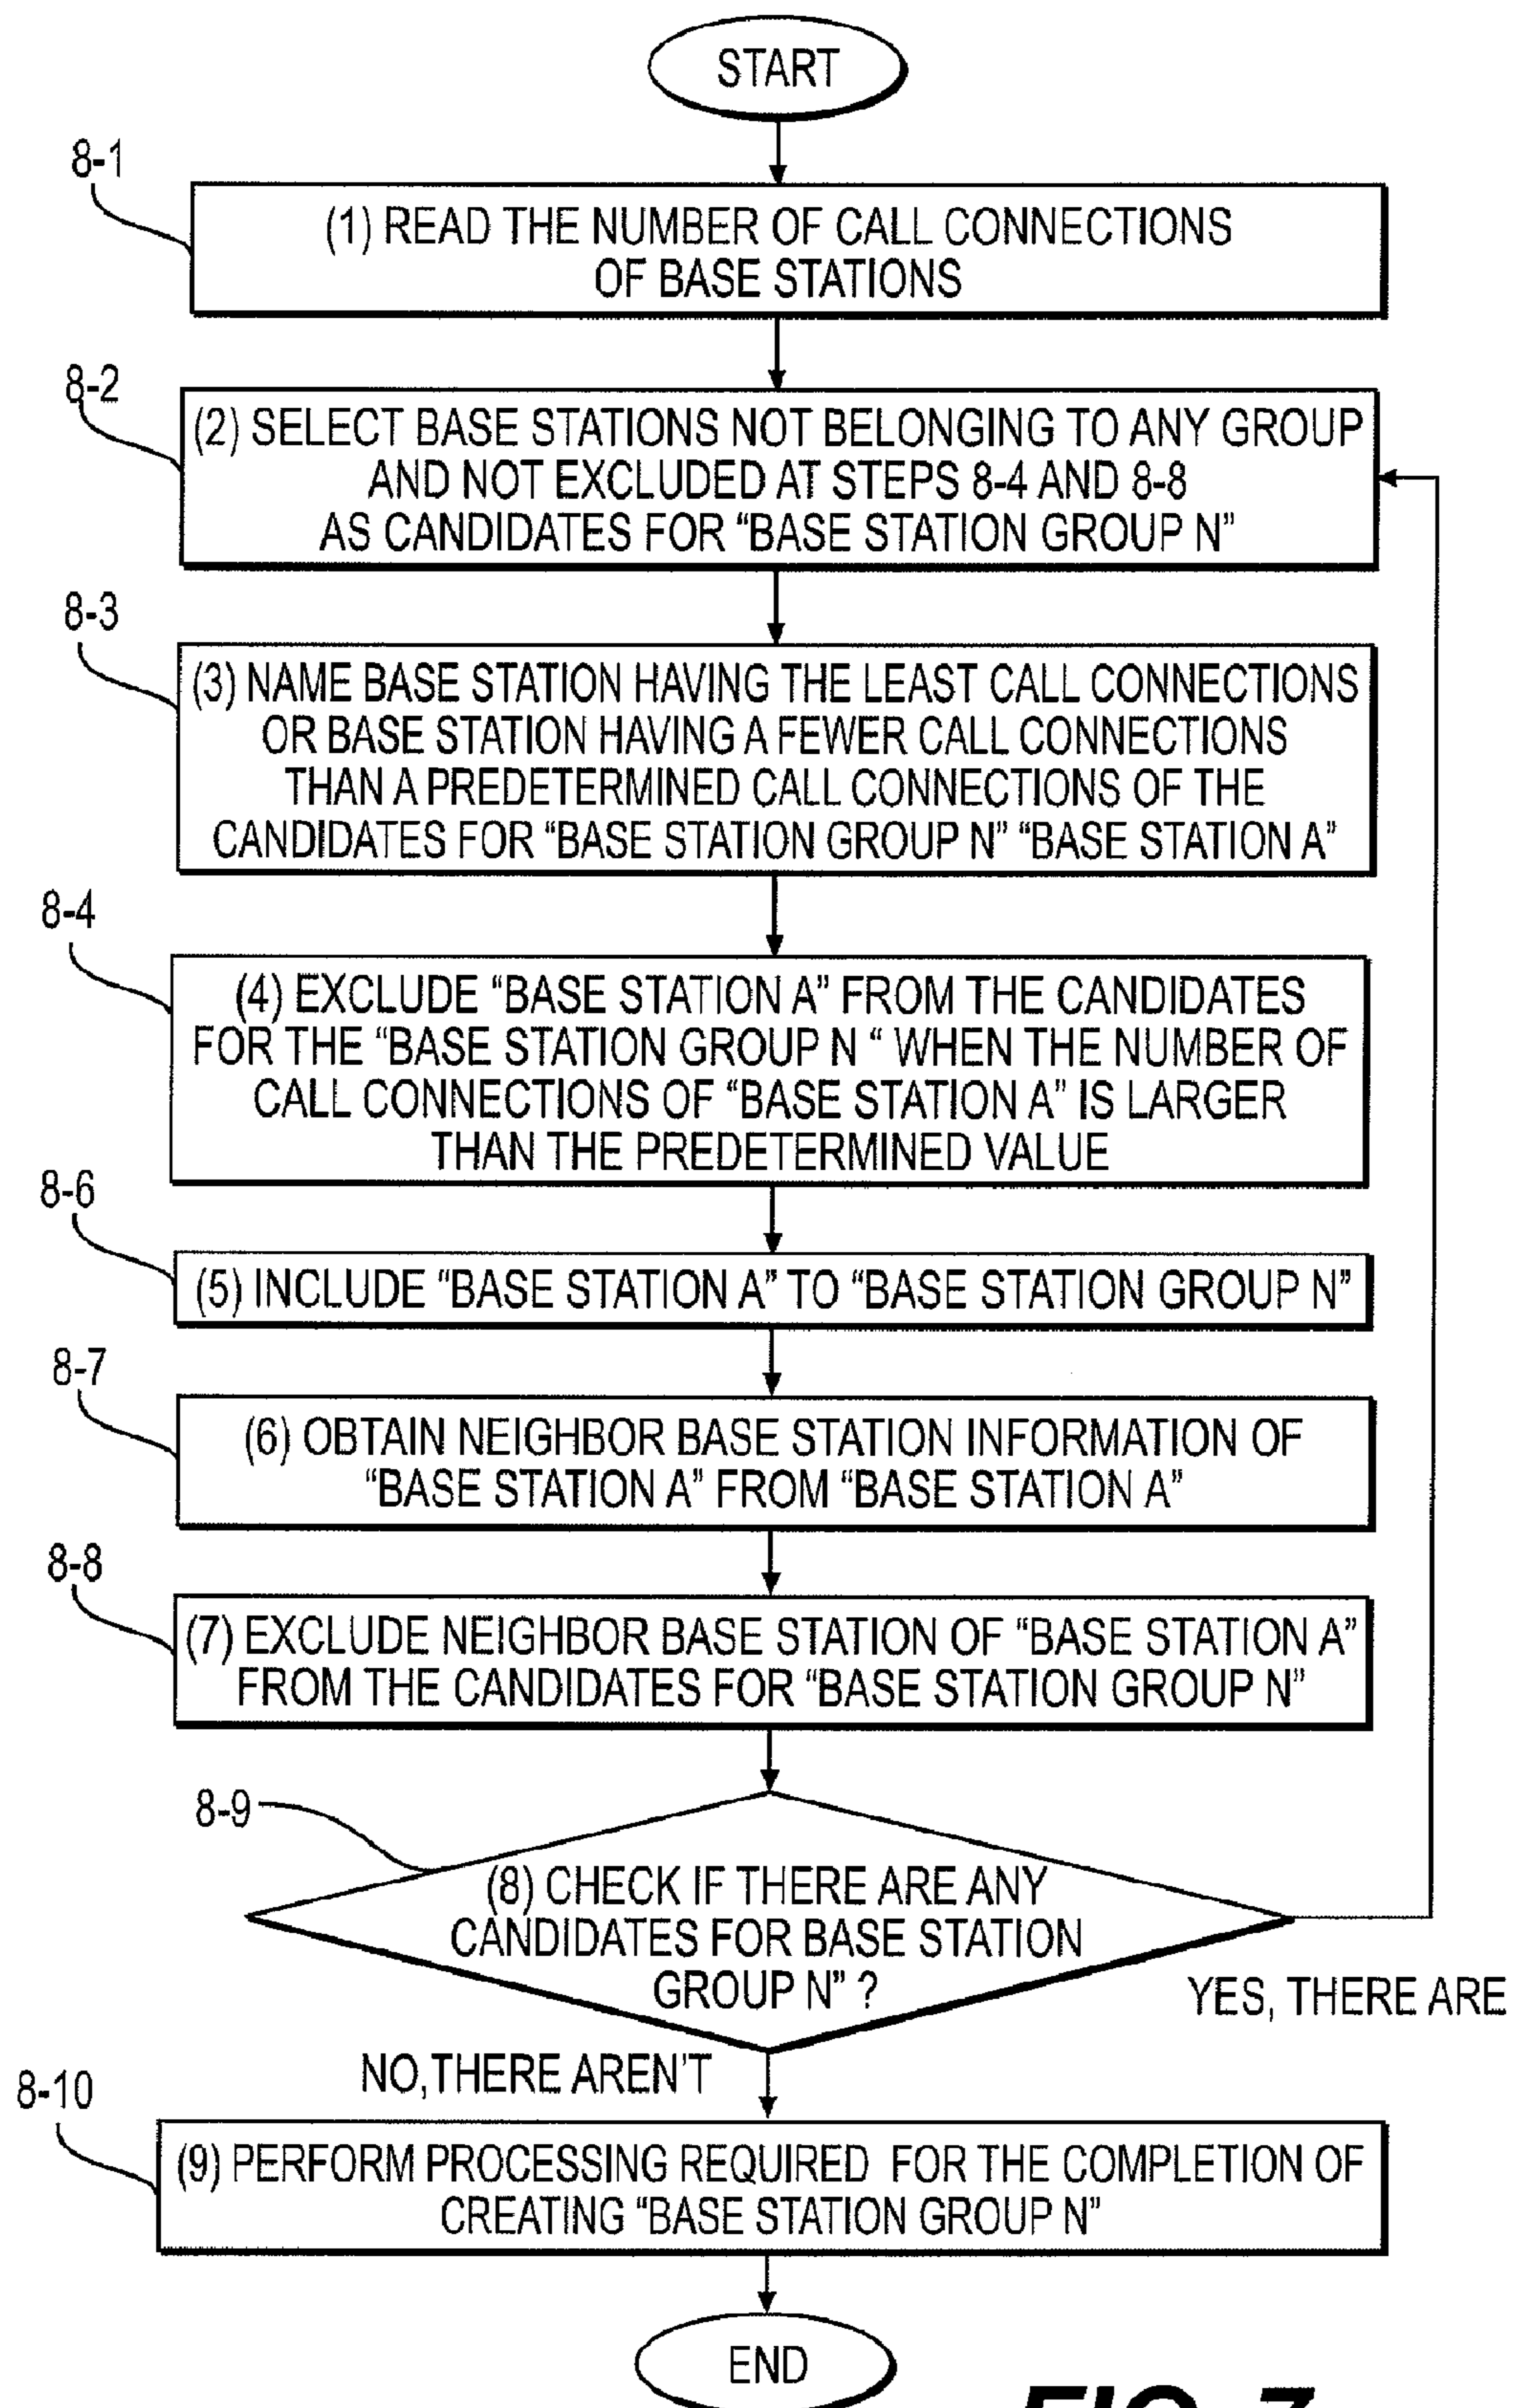 START
8-1
(1) READ THE NUMBER OF CALL CONNECTIONS
OF BASE STATIONS
8-2
(2) SELECT BASE STATIONS NOT BELONGING TO ANY GROUP
AND NOT EXCLUDED AT STEPS 8-4 AND 8-8
AS CANDIDATES FOR “BASE STATION GROUP N”
8-3
(3) NAME BASE STATION HAVING THE LEAST CALL CONNECTIONS
OR BASE STATION HAVING A FEWER CALL CONNECTIONS
THAN A PREDETERMINED CALL CONNECTIONS OF THE
CANDIDATES FOR “BASE STATION GROUP N” “BASE STATION A”
8-4
(4) EXCLUDE “BASE STATION A” FROM THE CANDIDATES
FOR THE “BASE STATION GROUP N “ WHEN THE NUMBER OF
CALL CONNECTIONS OF “BASE STATION A” IS LARGER
THAN THE PREDETERMINED VALUE
8-6
(5) INCLUDE “BASE STATION A” TO “BASE STATION GROUP N”
8-7
(6) OBTAIN NEIGHBOR BASE STATION INFORMATION OF
“BASE STATION A” FROM “BASE STATION A”
8-8
(7) EXCLUDE NEIGHBOR BASE STATION OF “BASE STATION A”
FROM THE CANDIDATES FOR “BASE STATION GROUP N”
8-9
(8) CHECK IF THERE ARE ANY
CANDIDATES FOR BASE STATION
GROUP N” ?
YES, THERE ARE
NO,THERE AREN'T
8-10
(9) PERFORM PROCESSING REQUIRED FOR THE COMPLETION OF
CREATING “BASE STATION GROUP N”
END
FIG. 7